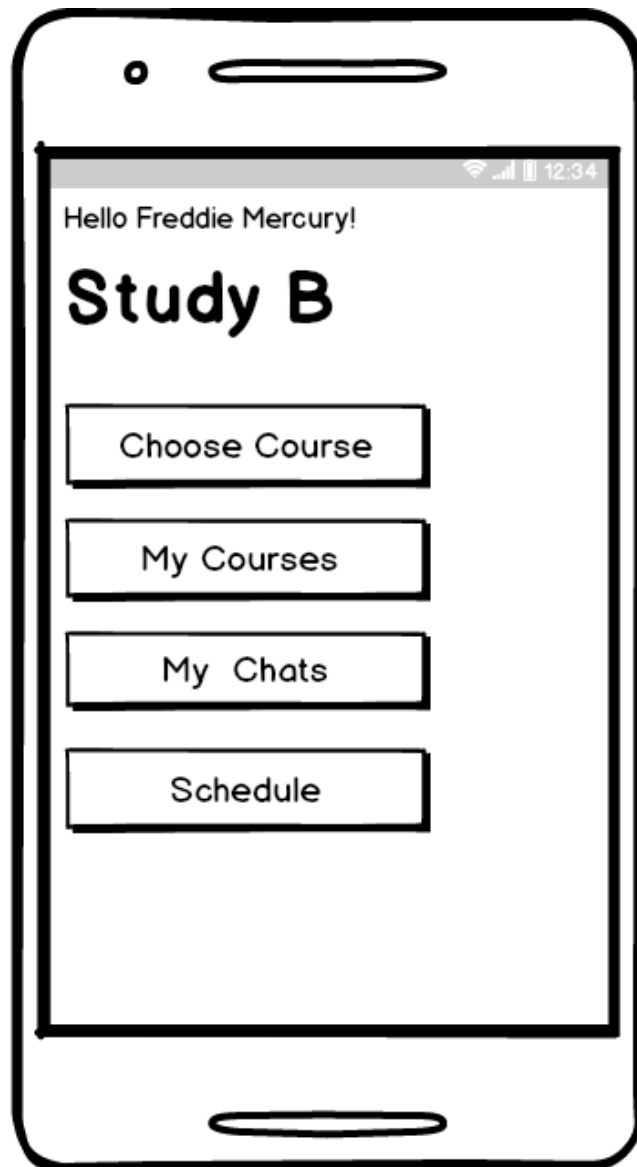 12:34
Hello Freddie Mercury!
Study B
Choose Course
My Courses
My Chats
Schedule